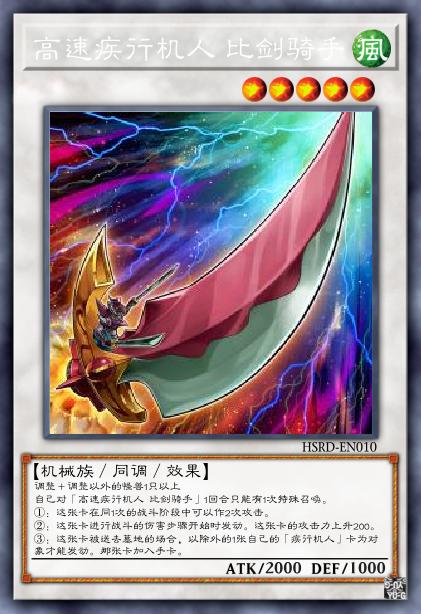 高速疾行机人 比剑骑手 風
HSRD-EN010
【机械族／同调／效果】
调整＋调整以外的怪兽1只以上
自己对「高速疾行机人 比剑骑手」1回合只能有1次特殊召唤。
①：这张卡在同1次的战斗阶段中可以作2次攻击。
②：这张卡进行战斗的伤害步骤开始时发动。这张卡的攻击力上升200。
③：这张卡被送去墓地的场合，以除外的1张自己的「疾行机人」卡为对
象才能发动。那张卡加入手卡。
ATK/2000 DEF/1000